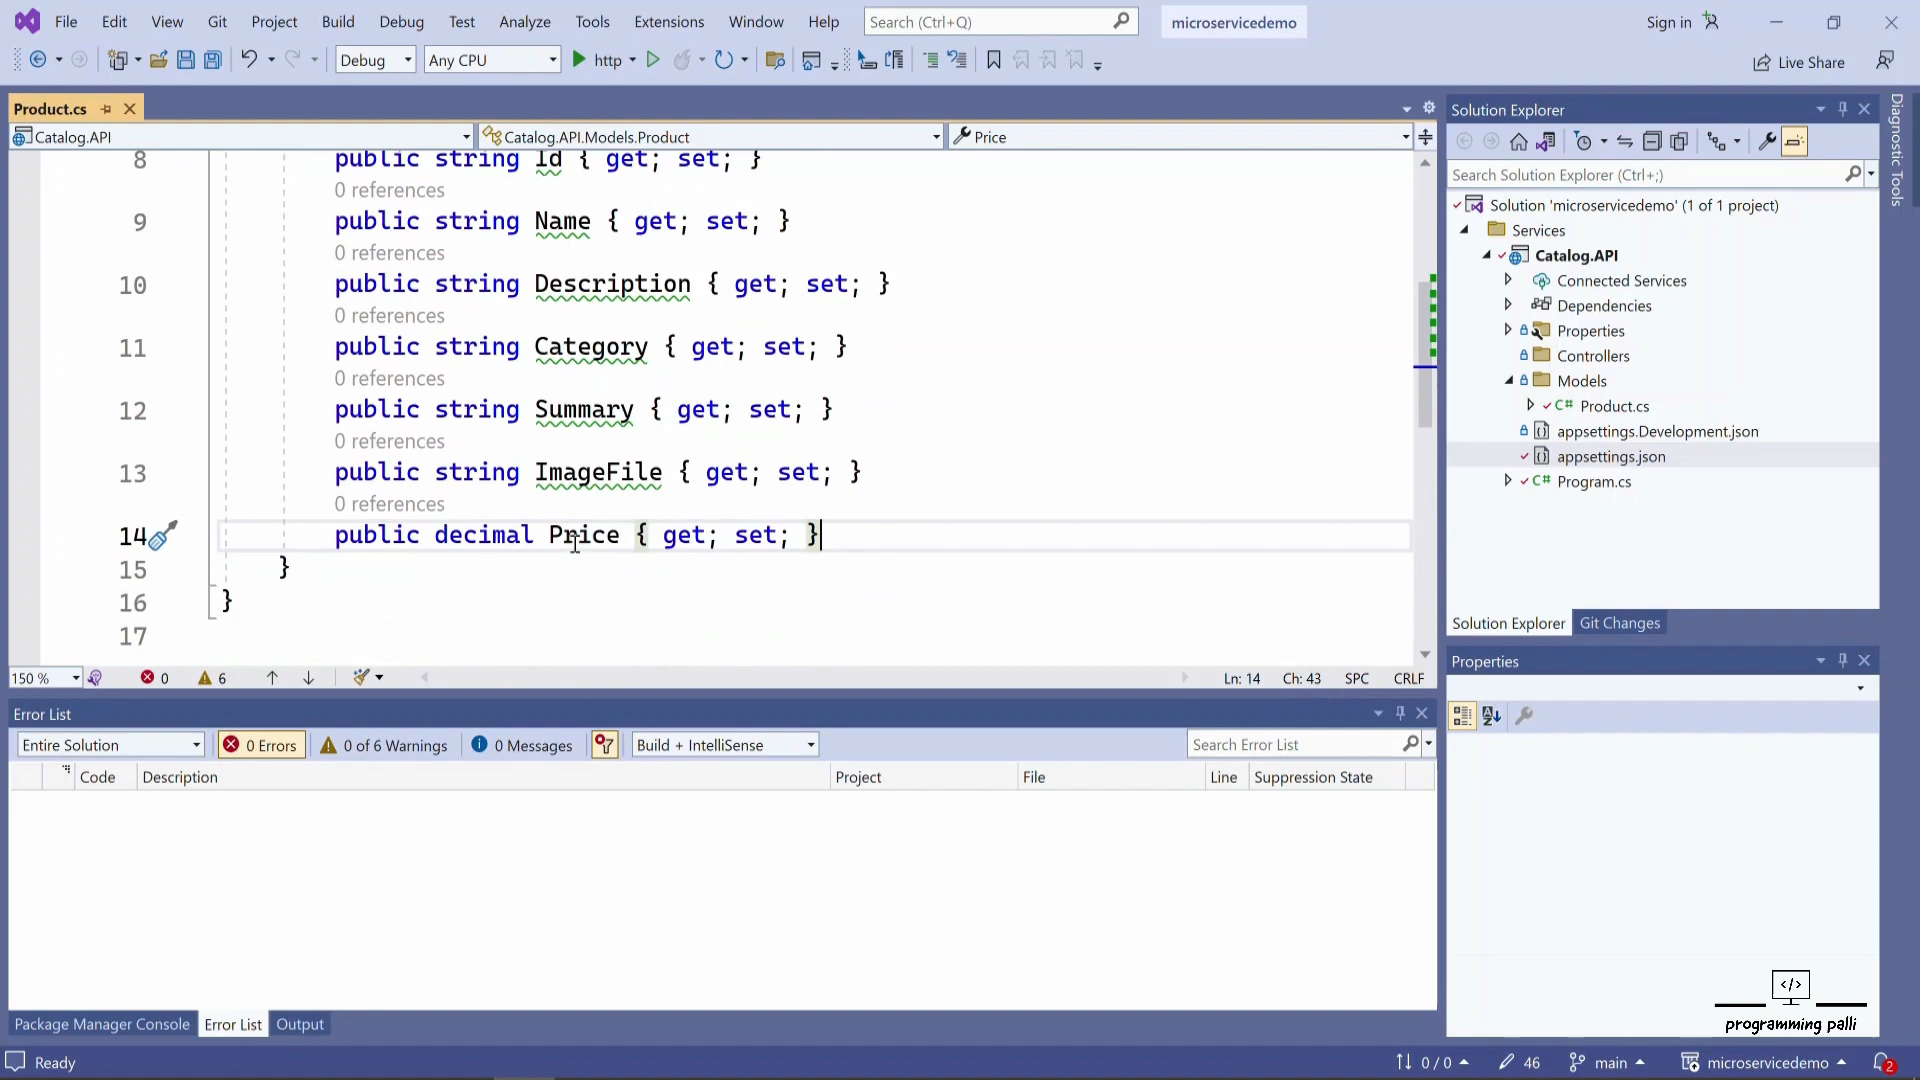 File Edit View Git Project Build Debug Test Analyze Tools Extensions Window Help Search (Ctrl+Q) microservicedemo Sign in
Debug Any CPU http Live Share
Product.cs
Catalog.API Catalog.API.Models.Product Price
8 public string Id { get; set; }
0 references
9 public string Name { get; set; }
0 references
10 public string Description { get; set; }
0 references
11 public string Category { get; set; }
0 references
12 public string Summary { get; set; }
0 references
13 public string ImageFile { get; set; }
0 references
14 public decimal Price { get; set; }
15 }
16 }
17
150 % 0 6 Ln: 14 Ch: 43 SPC CRLF
Error List
Entire Solution 0 Errors 0 of 6 Warnings 0 Messages Build + IntelliSense Search Error List
Code Description Project File Line Suppression State
Package Manager Console Error List Output
Solution Explorer
Search Solution Explorer (Ctrl+;)
Solution 'microservicedemo' (1 of 1 project)
Services
Catalog.API
Connected Services
Dependencies
Properties
Controllers
Models
C# Product.cs
appsettings.Development.json
appsettings.json
C# Program.cs
Solution Explorer Git Changes
Properties
Diagnostic Tools
</>
programming palli
Ready 0 / 0 46 main microservicedemo 2